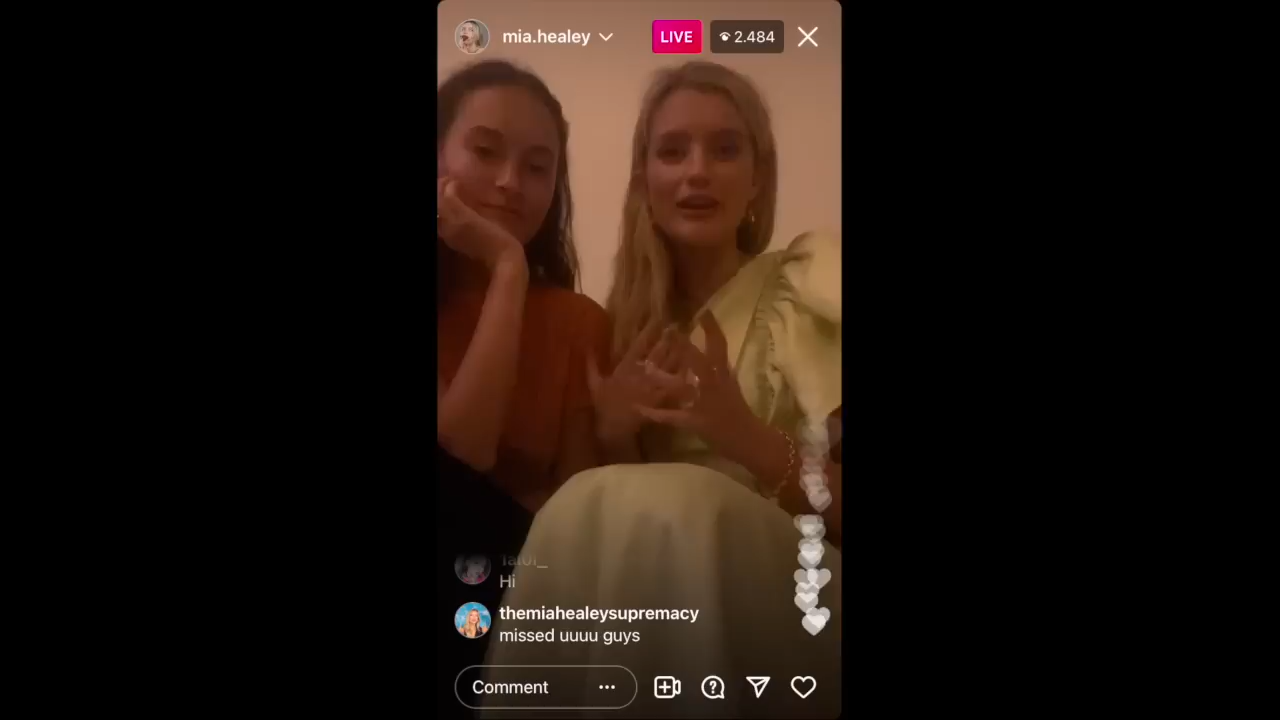 mia.healey
LIVE
2.484
Hi
themiahealeysupremacy
missed uuuu guys
Comment